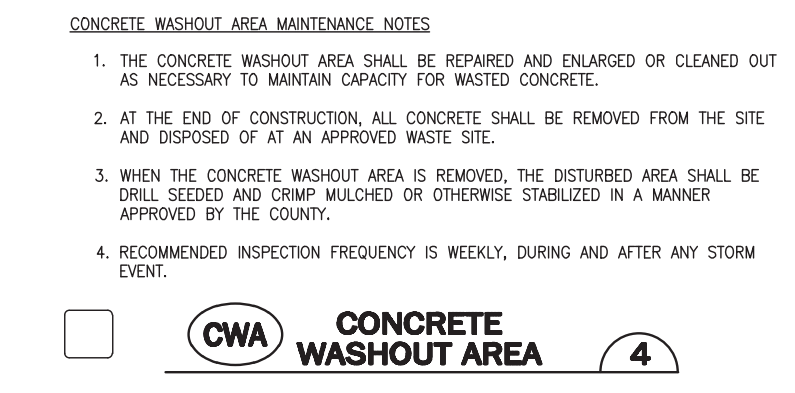 CONCRETE WASHOUT AREA MAINTENANCE NOTES
1. THE CONCRETE WASHOUT AREA SHALL BE REPAIRED AND ENLARGED OR CLEANED OUT
AS NECESSARY TO MAINTAIN CAPACITY FOR WASTED CONCRETE.
2. AT THE END OF CONSTRUCTION, ALL CONCRETE SHALL BE REMOVED FROM THE SITE
AND DISPOSED OF AT AN APPROVED WASTE SITE.
3. WHEN THE CONCRETE WASHOUT AREA IS REMOVED, THE DISTURBED AREA SHALL BE
DRILL SEEDED AND CRIMP MULCHED OR OTHERWISE STABILIZED IN A MANNER
APPROVED BY THE COUNTY.
4. RECOMMENDED INSPECTION FREQUENCY IS WEEKLY, DURING AND AFTER ANY STORM
EVENT.
CWA
CONCRETE
WASHOUT AREA
4